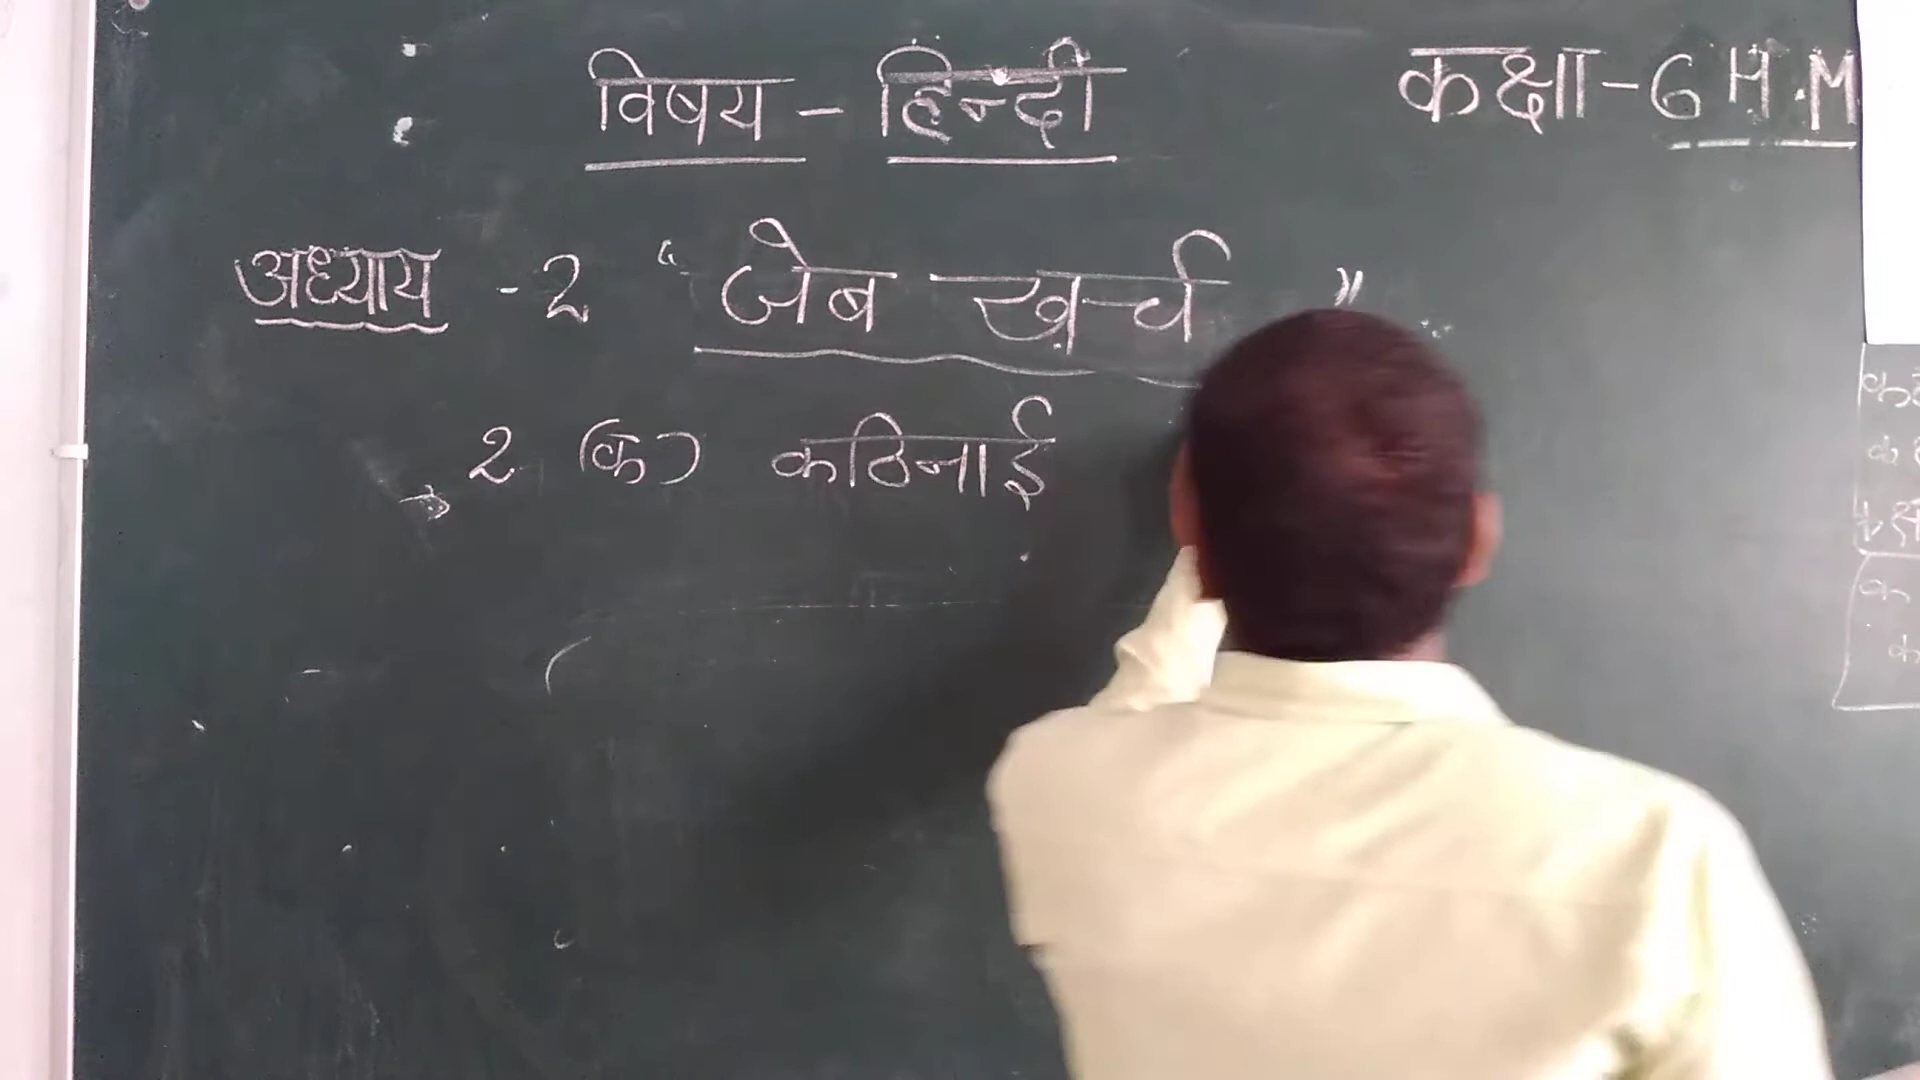 विषय - हिन्दी
कक्षा - 6 H.M
अध्याय - 2 "जेब खर्च"
2 (क) कठिनाई